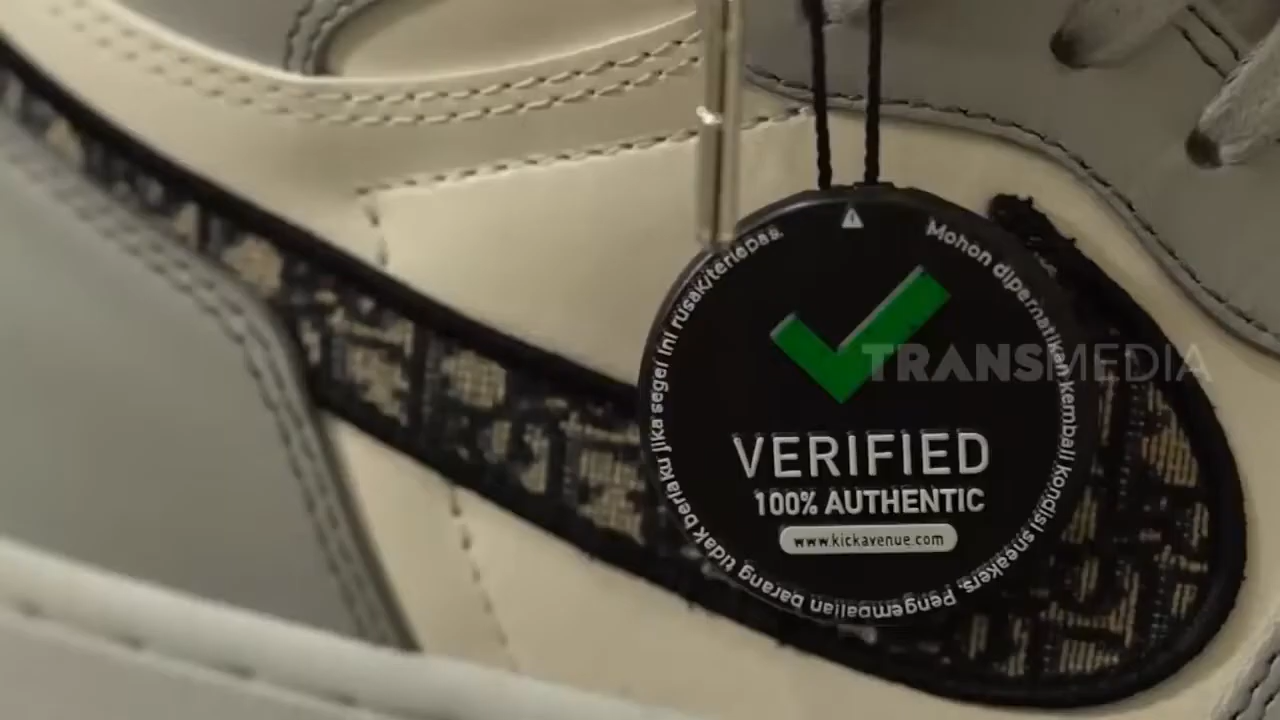 Mohon diperhatikan kembali kondisi sneakers. Pengembalian barang tidak berlaku jika segel ini rusak/terlepas.
VERIFIED
100% AUTHENTIC
www.kickavenue.com
TRANSMEDIA